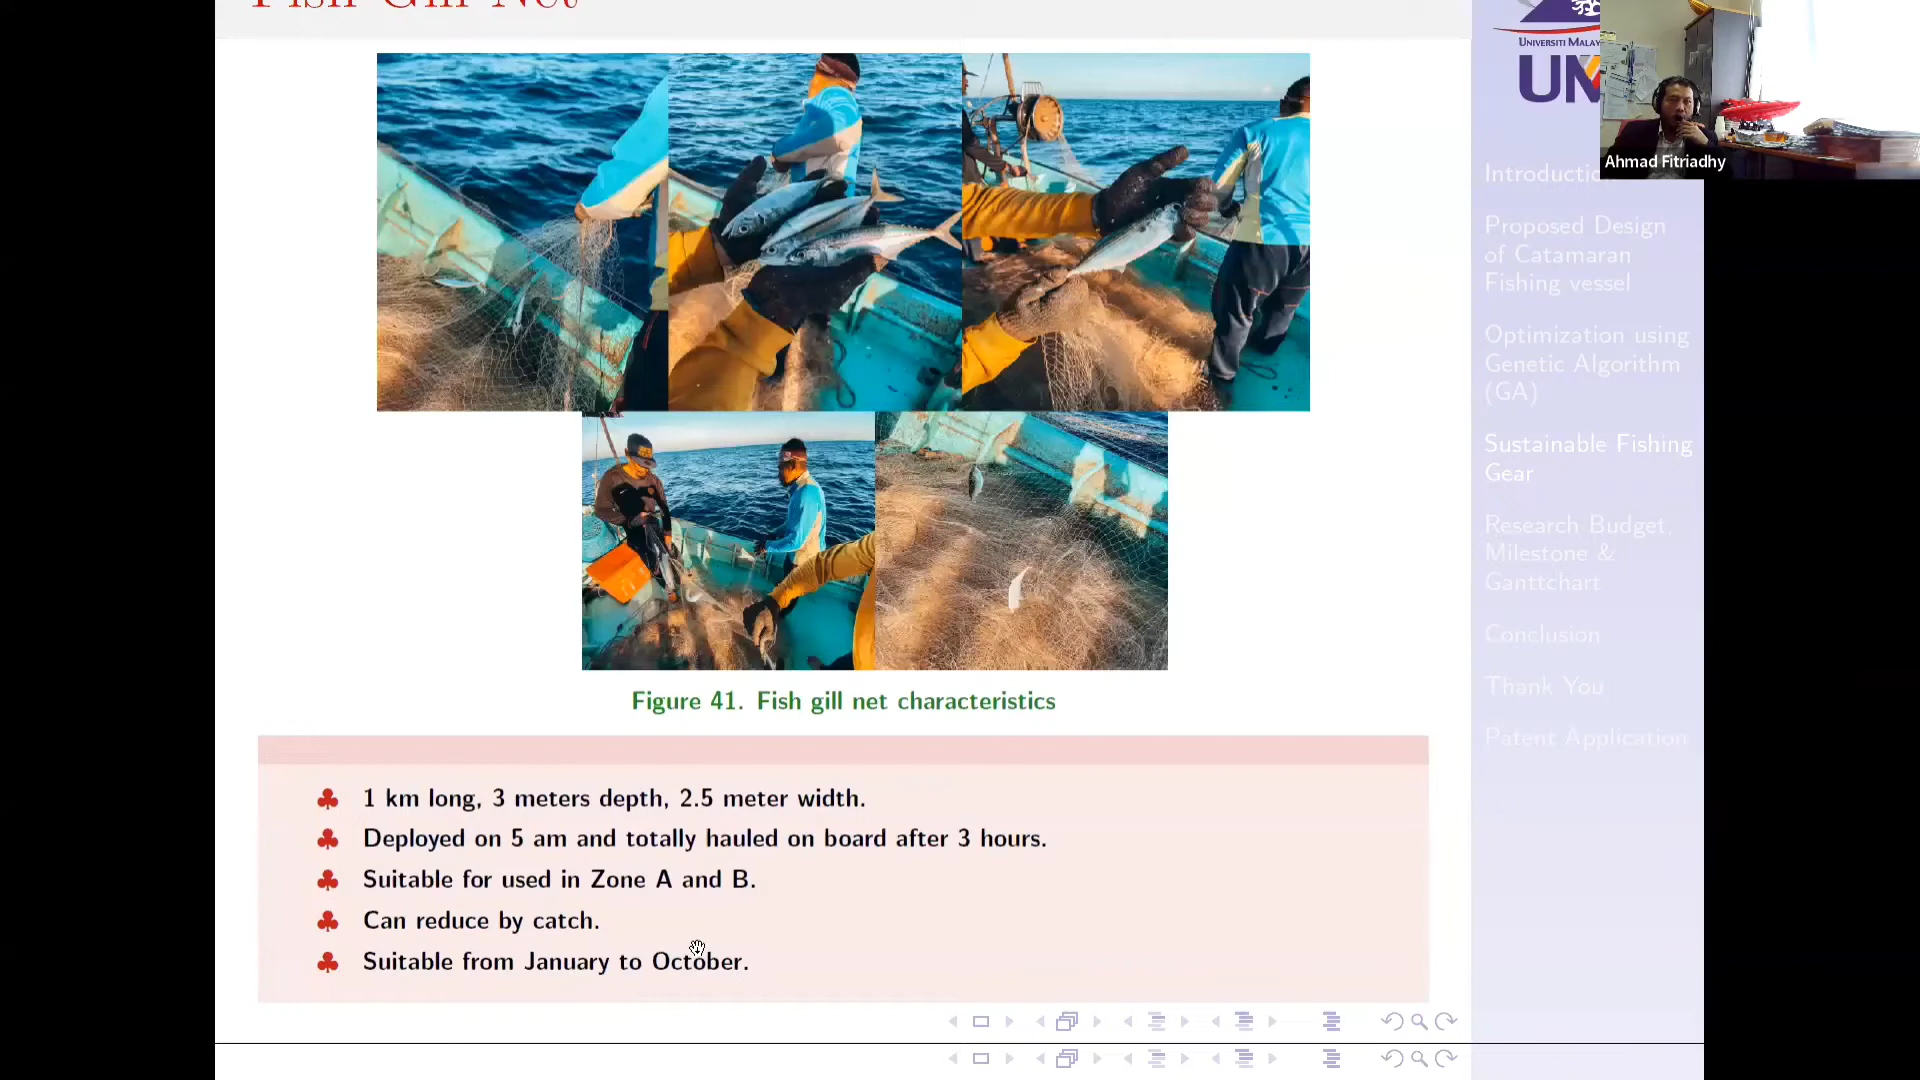 Fish Gill Net
UNIVERSITI MALAY
UM
Ahmad Fitriadhy
Introductio
Proposed Design
of Catamaran
Fishing vessel
Optimization using
Genetic Algorithm
(GA)
Sustainable Fishing
Gear
Research Budget,
Milestone &
Ganttchart
Conclusion
Thank You
Patent Application
Figure 41. Fish gill net characteristics
1 km long, 3 meters depth, 2.5 meter width.
Deployed on 5 am and totally hauled on board after 3 hours.
Suitable for used in Zone A and B.
Can reduce by catch.
Suitable from January to October.